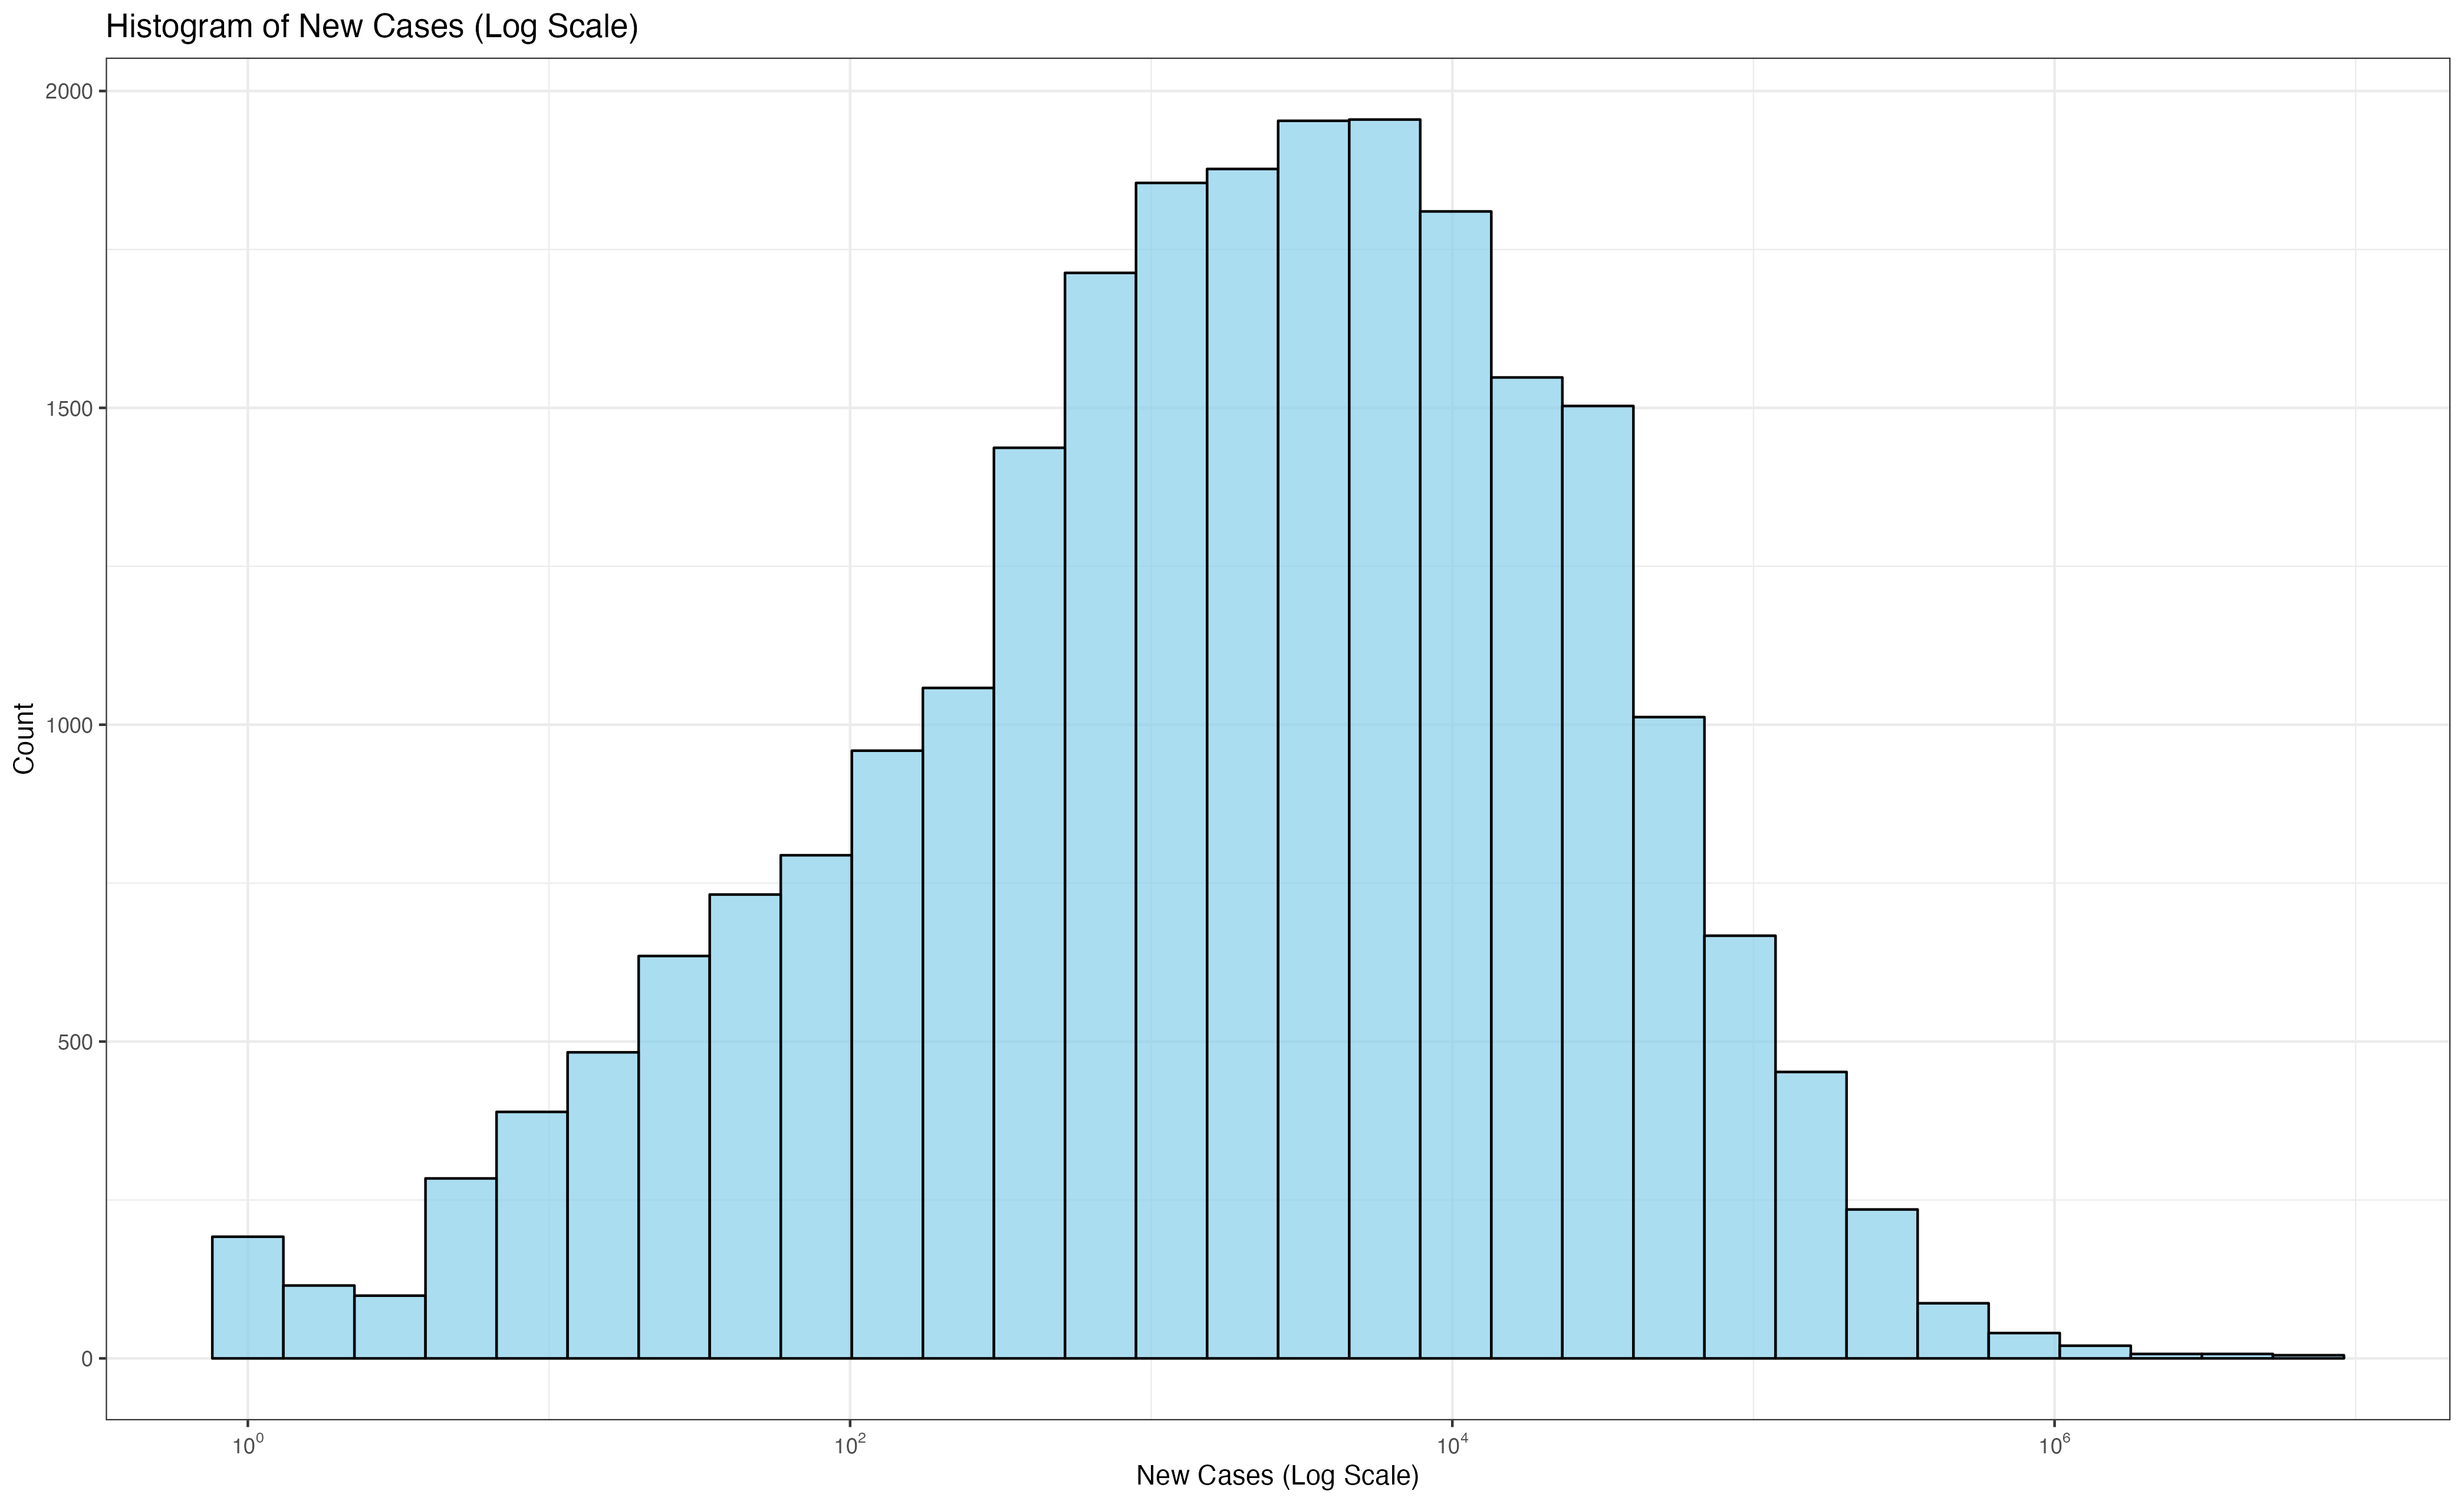 Histogram of New Cases (Log Scale)
2000
1500
1000
500
0
Count
10⁰ 10² 10⁴ 10⁶
New Cases (Log Scale)